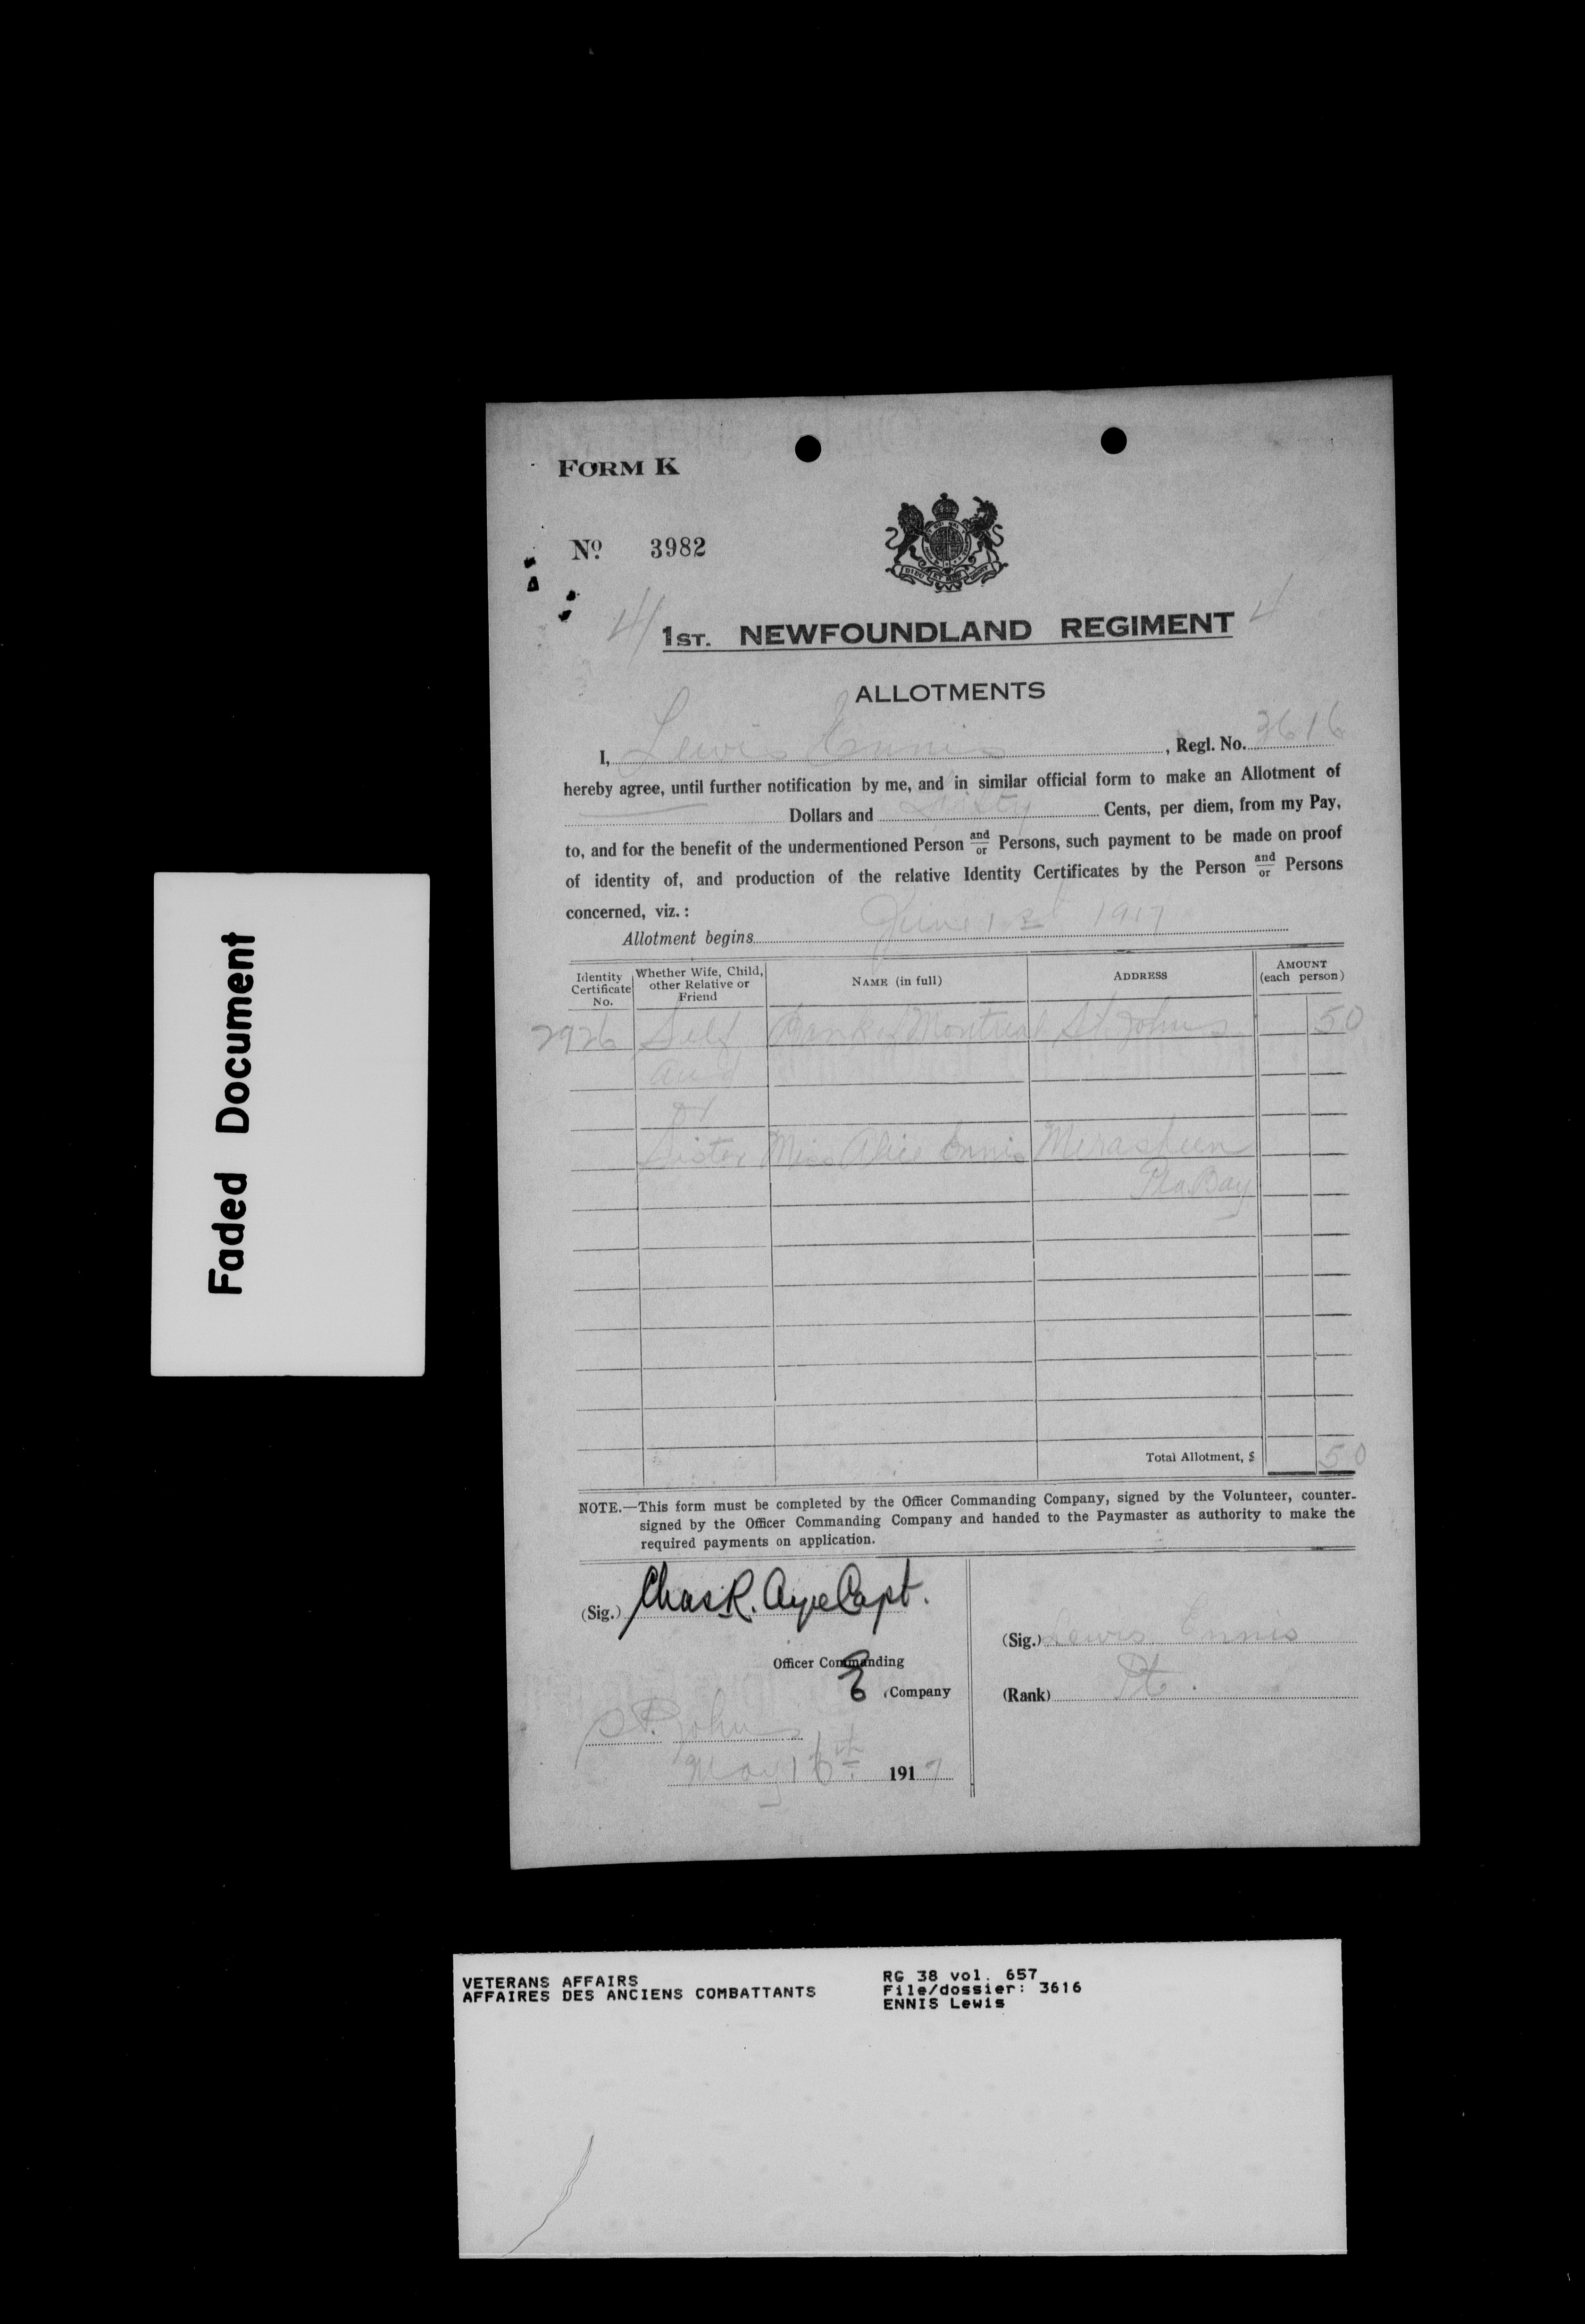 Faded Document
FORM K
No. 3982
4
4
1ST. NEWFOUNDLAND REGIMENT
ALLOTMENTS
I, Lewis Ennis, Regl. No. 3616
hereby agree, until further notification by me, and in similar official form to make an Allotment of
Dollars and Cents, per diem, from my Pay,
to, and for the benefit of the undermentioned Person and/or Persons, such payment to be made on proof
of identity of, and production of the relative Identity Certificates by the Person and/or Persons
concerned, viz.:
Allotment begins June 1st 1917
Identity Certificate No. Whether Wife, Child, other Relative or Friend NAME (in full) ADDRESS AMOUNT (each person)
2926 Self Bank of Montreal St. Johns 50
and
or
Sister Miss Alice Ennis Merasheen
Pla. Bay
Total Allotment, $ 50
NOTE.—This form must be completed by the Officer Commanding Company, signed by the Volunteer, counter-
signed by the Officer Commanding Company and handed to the Paymaster as authority to make the
required payments on application.
(Sig.) Chas R. Ayre Capt.
Officer Commanding
E Company
St. Johns
May 16th 1917
(Sig.) Lewis Ennis
(Rank) Pte.
VETERANS AFFAIRS
AFFAIRES DES ANCIENS COMBATTANTS
RG 38 vol. 657
File/dossier: 3616
ENNIS Lewis